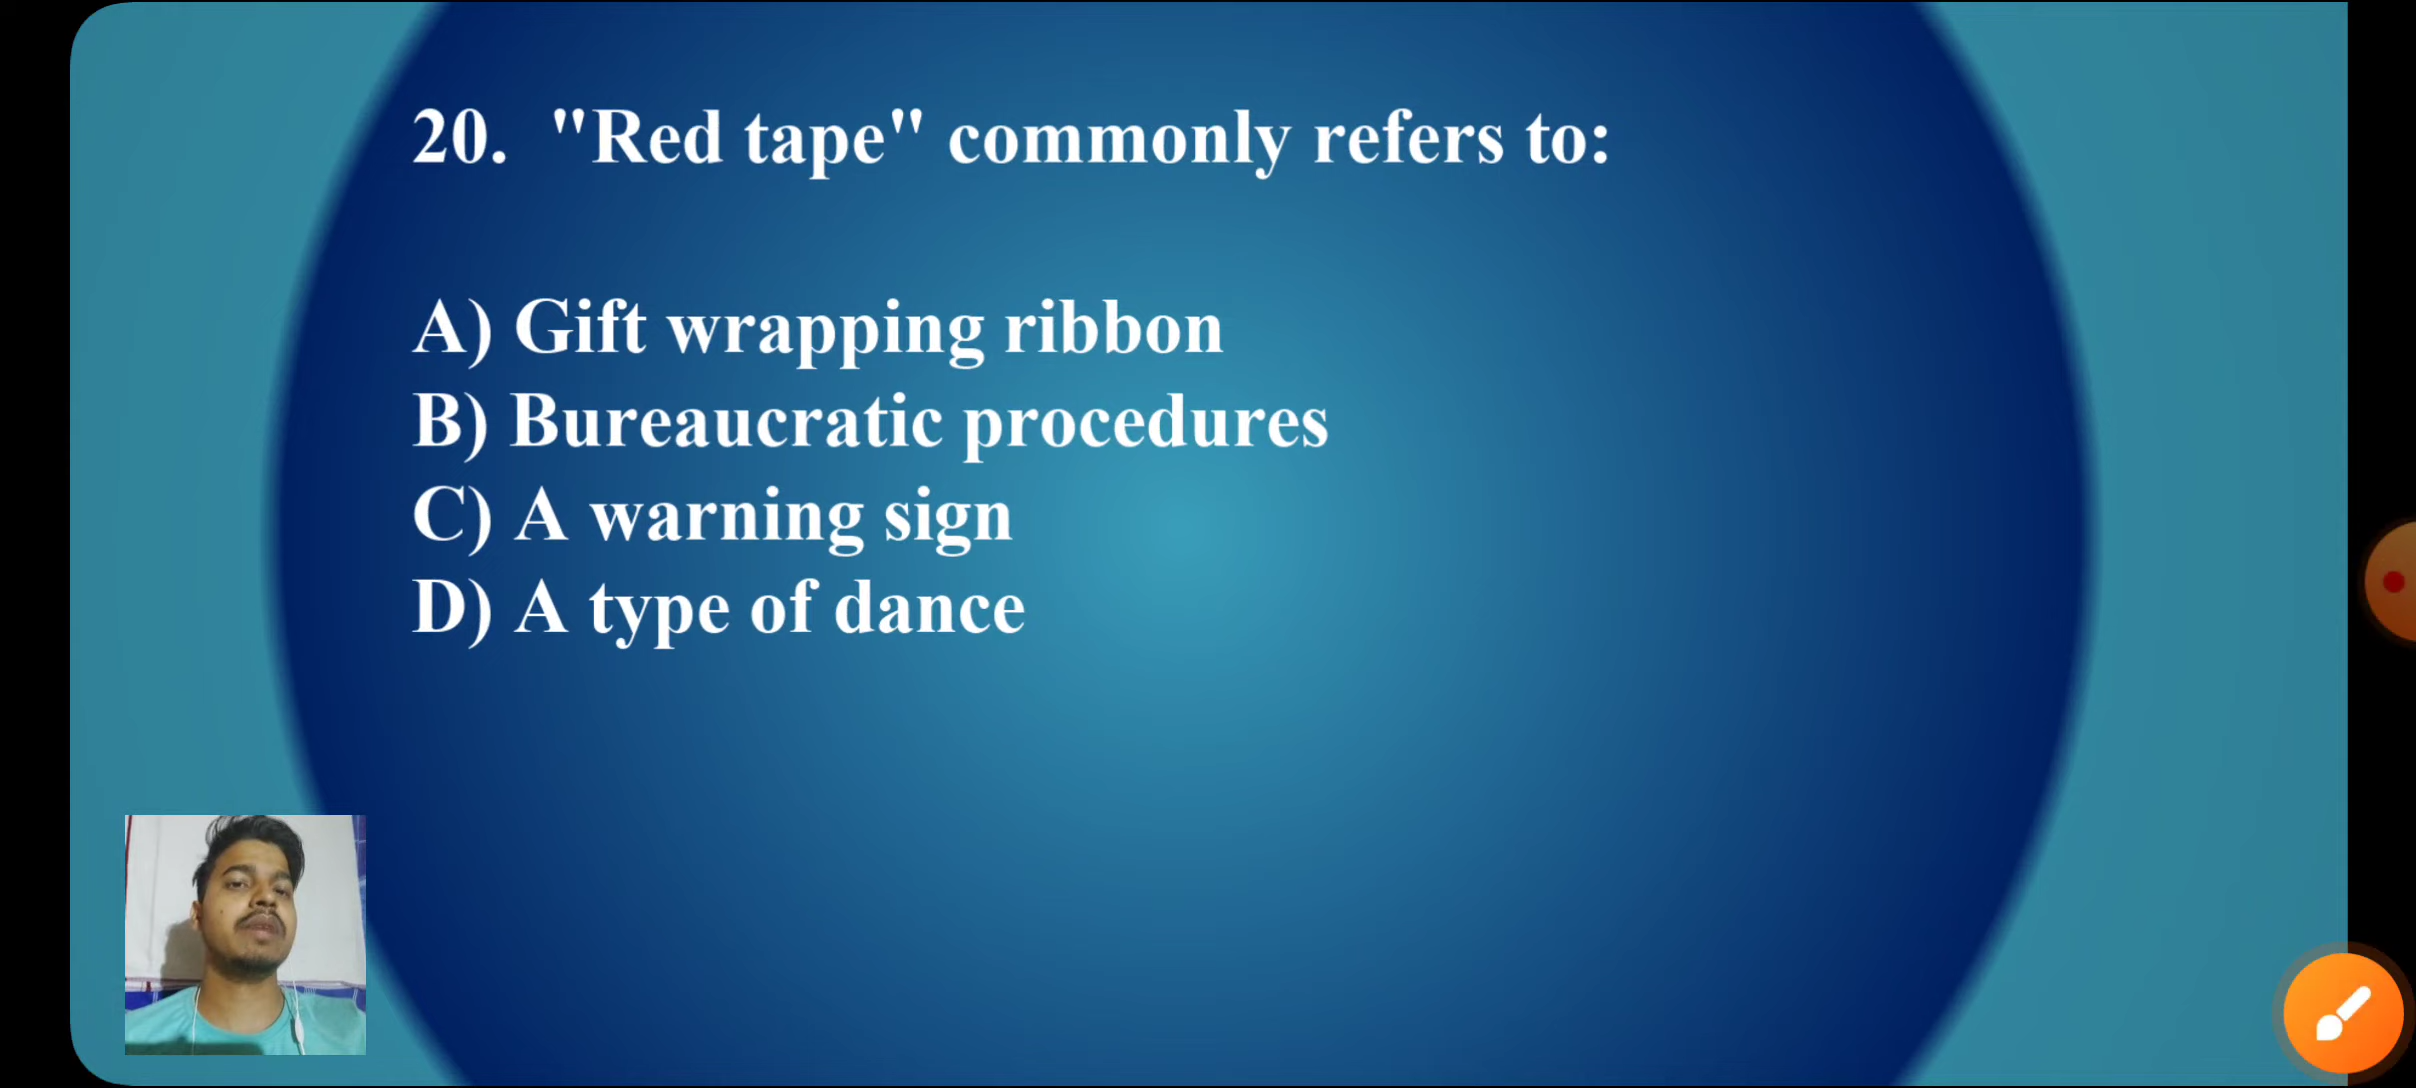 20. "Red tape" commonly refers to:
A) Gift wrapping ribbon
B) Bureaucratic procedures
C) A warning sign
D) A type of dance